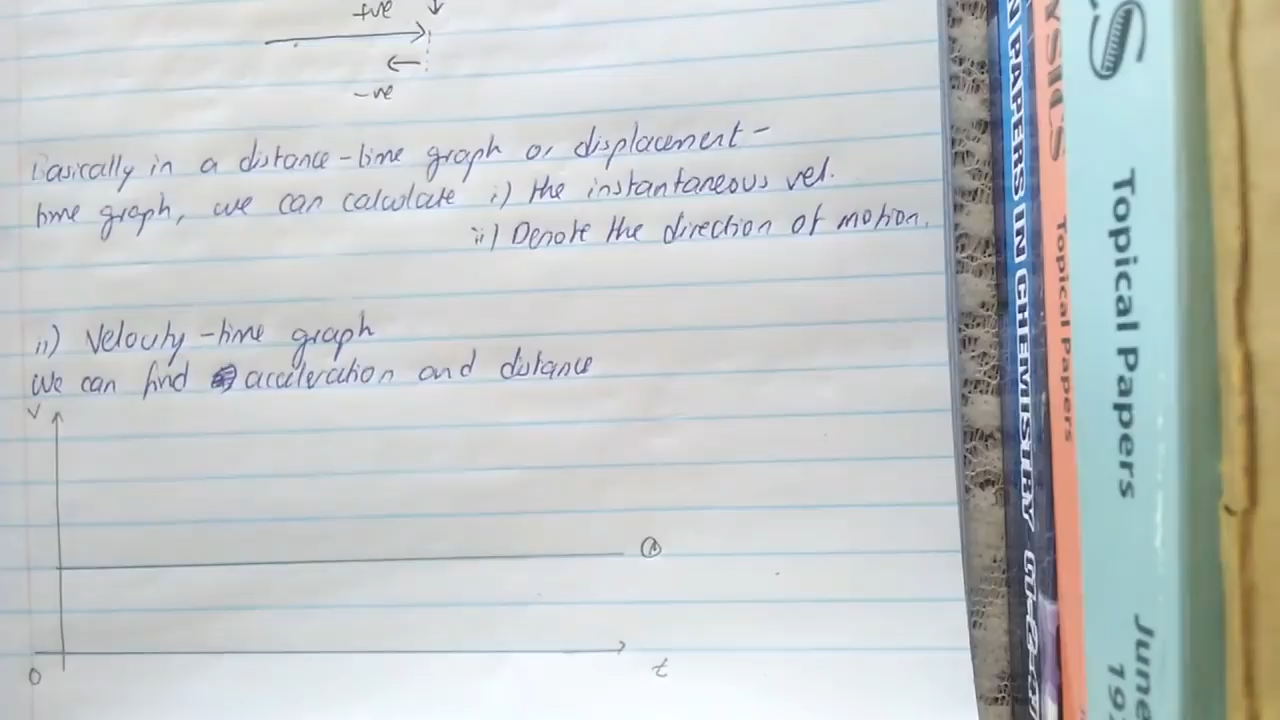 +ve
-ve
Basically in a distance-time graph or displacement-
time graph, we can calculate i) the instantaneous vel.
ii) Denote the direction of motion.
ii) Velocity-time graph
We can find acceleration and distance
V
0
t
N PAPERS IN CHEMISTRY
YSICS
Topical Papers
Topical Papers
June